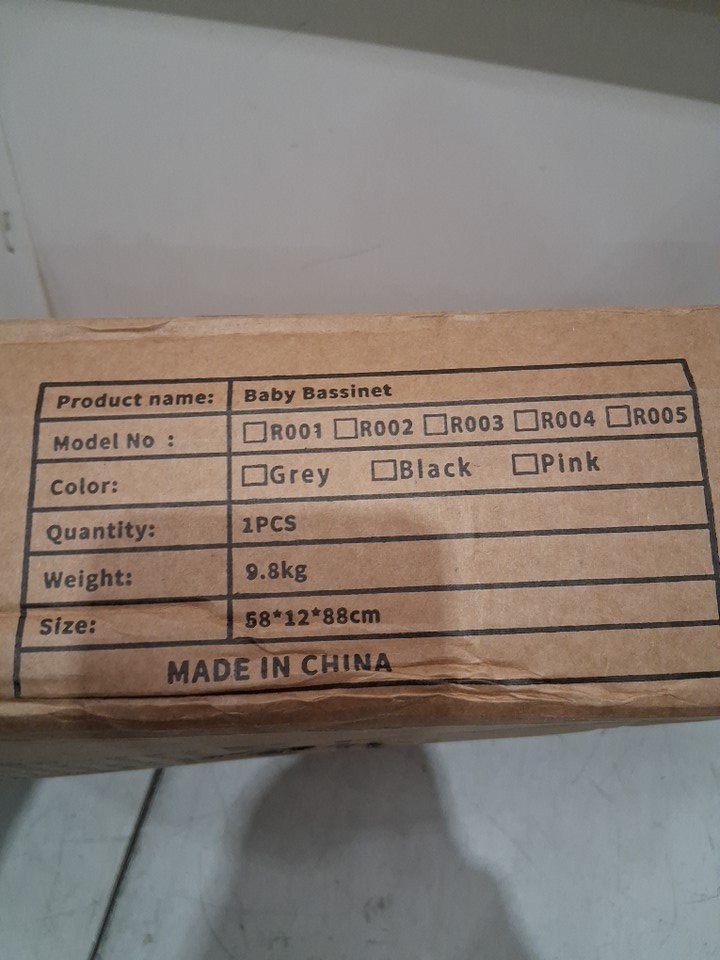 Product name: Baby Bassinet
Model No : □R001 □R002 □R003 □R004 □R005
Color: □Grey □Black □Pink
Quantity: 1PCS
Weight: 9.8kg
Size: 58*12*88cm
MADE IN CHINA